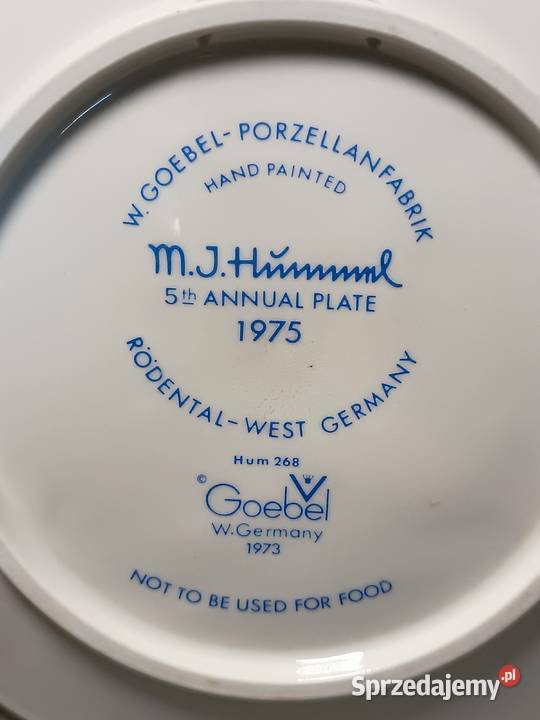 W. GOEBEL-PORZELLANFABRIK
HAND PAINTED
M.J.Hümmel
5th ANNUAL PLATE
1975
RÖDENTAL-WEST GERMANY
Hum 268
© Goebel
W.Germany
1973
NOT TO BE USED FOR FOOD
Sprzedajemy.pl